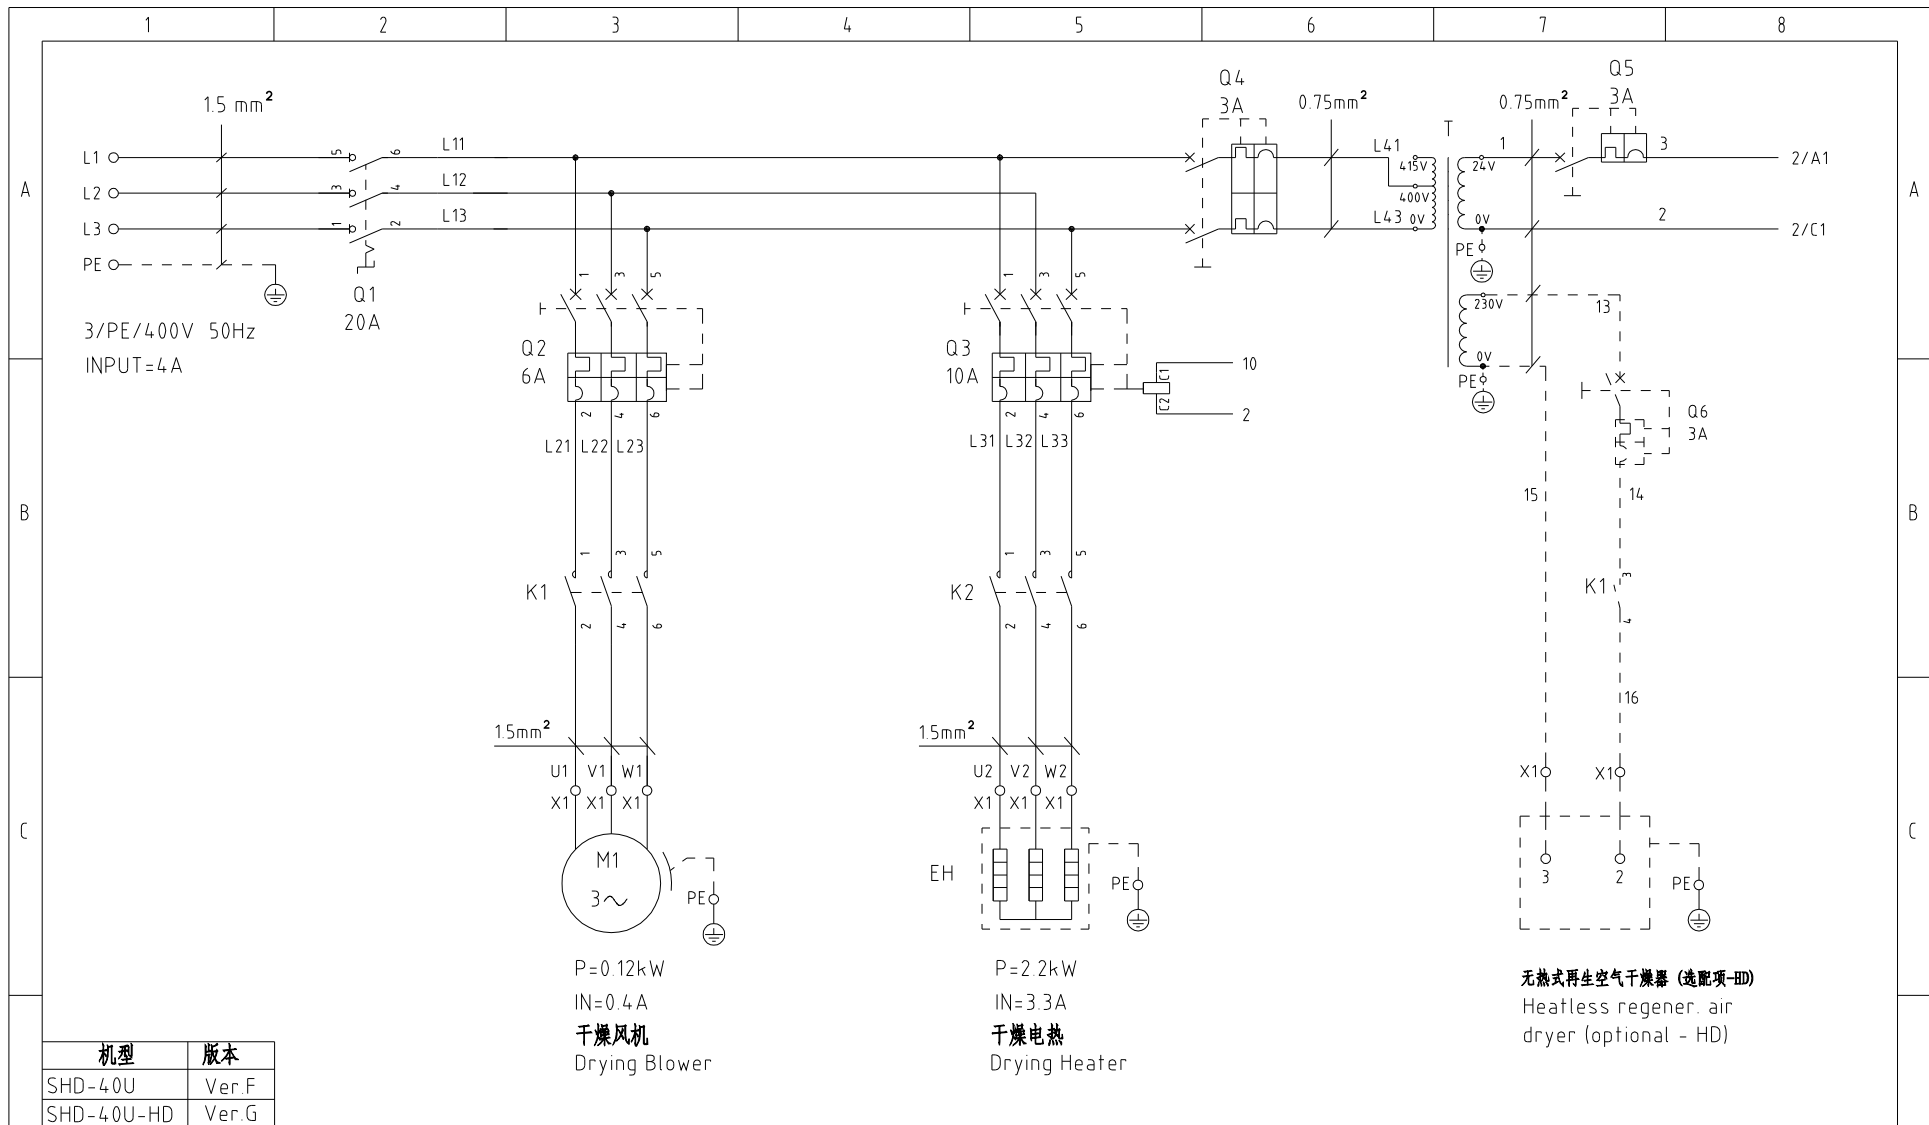 1 2 3 4 5 6 7 8
A
B
C
A
B
C
1.5 mm²
L1
L2
L3
PE
5 6
3 4
1 2
L11
L12
L13
Q1
20A
3/PE/400V 50Hz
INPUT=4A
1 3 5
Q2
6A
2 4 6
L21 L22 L23
1 3 5
K1
2 4 6
1.5mm²
U1 V1 W1
X1 X1 X1
M1
3~
PE
P=0.12kW
IN=0.4A
干燥风机
Drying Blower
1 3 5
Q3
10A
C1 10
C2 2
2 4 6
L31 L32 L33
1 3 5
K2
2 4 6
1.5mm²
U2 V2 W2
X1 X1 X1
EH
PE
P=2.2kW
IN=3.3A
干燥电热
Drying Heater
Q4
3A
0.75mm²
L41
415V
400V
L43 0V
T
24V
0V
PE
230V
0V
PE
0.75mm²
1
Q5
3A
3
2/A1
2
2/C1
13
Q6
3A
15 14
3
K1
4
16
X1 X1
3 2
PE
无热式再生空气干燥器 (选配项-HD)
Heatless regener. air
dryer (optional - HD)
机型 版本
SHD-40U Ver.F
SHD-40U-HD Ver.G